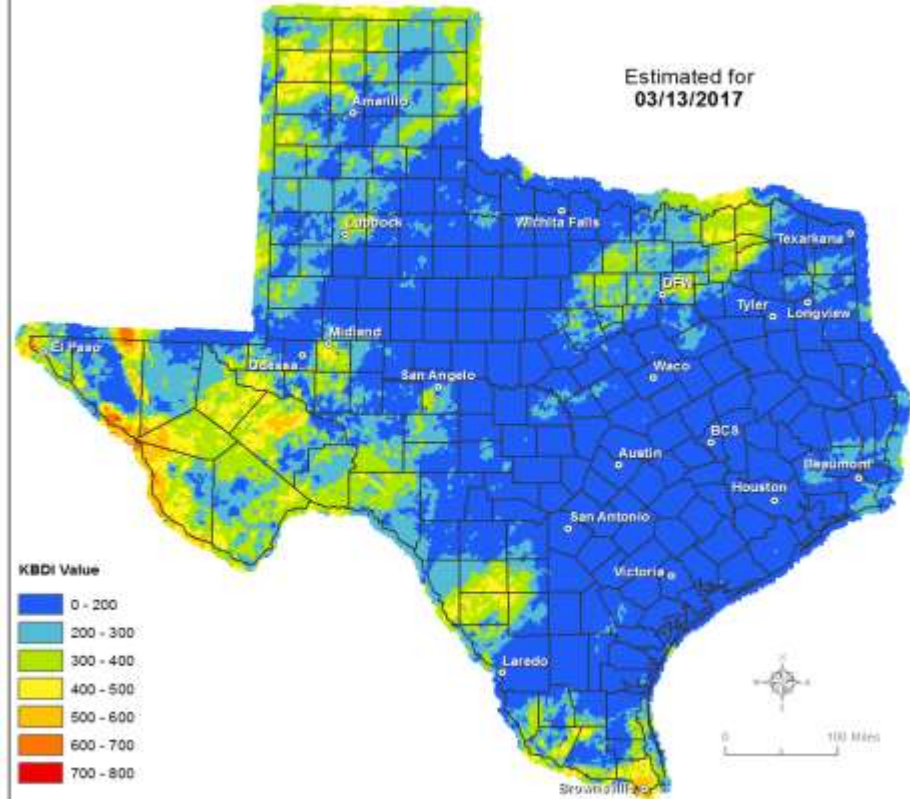 Estimated for
03/13/2017
Amarillo
Lubbock
Wichita Falls
Texarkana
DFW
Tyler
Longview
El Paso
Midland
Odessa
San Angelo
Waco
BCS
Austin
Beaumont
Houston
San Antonio
Victoria
Laredo
Brownsville
KBDI Value
0 - 200
200 - 300
300 - 400
400 - 500
500 - 600
600 - 700
700 - 800
0 100 Miles